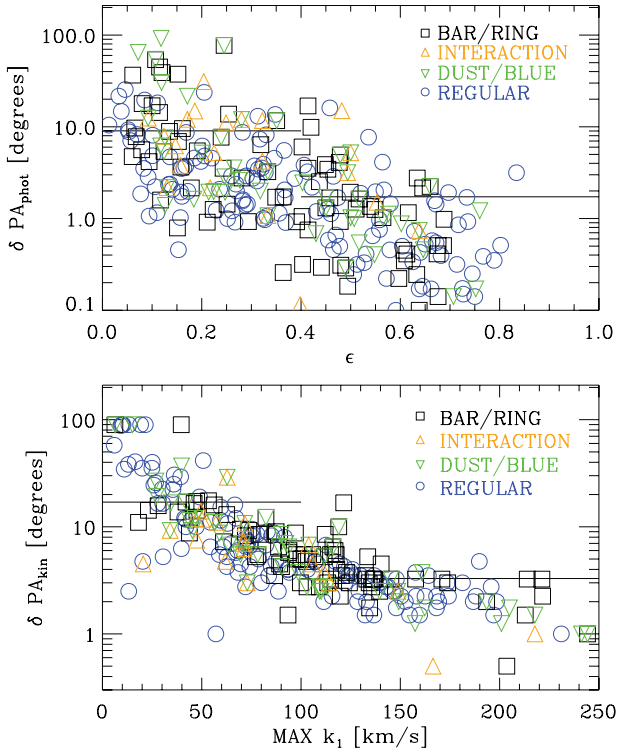 100.0
10.0
1.0
0.1
δ PA_phot [degrees]
□ BAR/RING
△ INTERACTION
▽ DUST/BLUE
○ REGULAR
0.0 0.2 0.4 0.6 0.8 1.0
ε
100
10
1
δ PA_kin [degrees]
□ BAR/RING
△ INTERACTION
▽ DUST/BLUE
○ REGULAR
0 50 100 150 200 250
MAX k₁ [km/s]